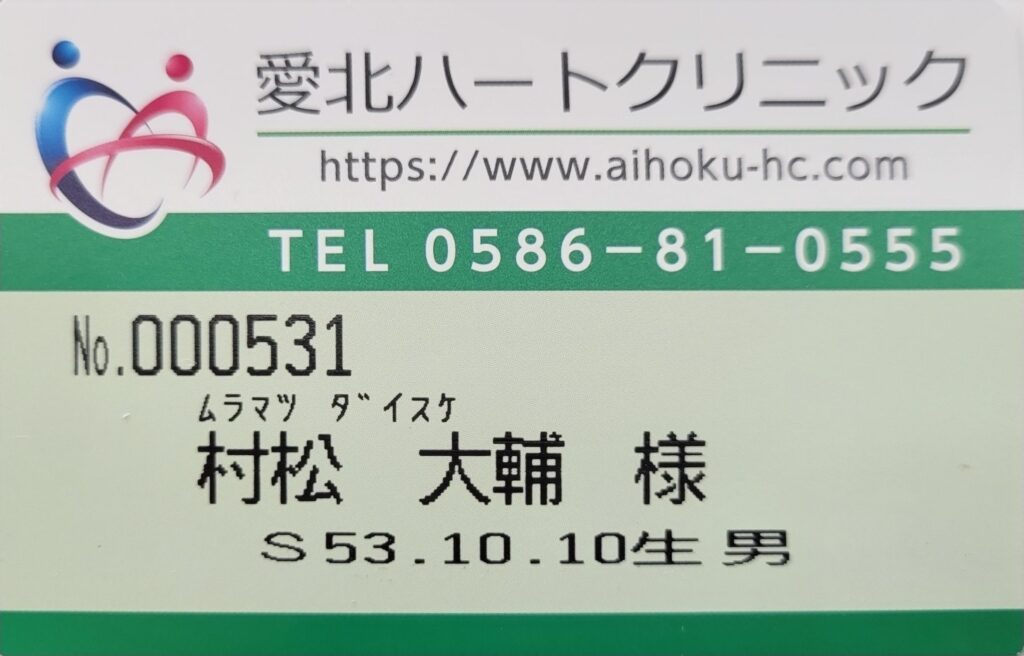 愛北ハートクリニック
https://www.aihoku-hc.com
TEL 0586-81-0555
No.000531
ﾑﾗﾏﾂ ﾀﾞｲｽｹ
村松 大輔 様
S53.10.10生 男